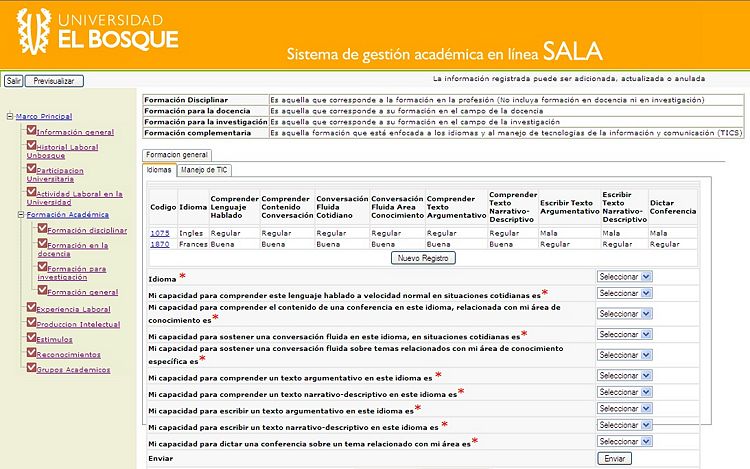 UNIVERSIDAD
EL BOSQUE
Sistema de gestión académica en línea SALA
Salir Previsualizar
La información registrada puede ser adicionada, actualizada o anulada
Marco Principal
Información general
Historial Laboral
Unbosque
Participacion
Universitaria
Actividad Laboral en la
Universidad
Formación Académica
Formación disciplinar
Formación en la
docencia
Formación para
investigación
Formación general
Experiencia Laboral
Produccion Intelectual
Estimulos
Reconocimientos
Grupos Academicos
Formación Disciplinar Es aquella que corresponde a la formación en la profesión (No incluya formación en docencia ni en investigación)
Formación para la docencia Es aquella que corresponde a su formación en el campo de la docencia
Formación para la investigación Es aquella que corresponde a su formación en el campo de la investigación
Formación complementaria Es aquella formación que está enfocada a los idiomas y al manejo de tecnologías de la información y comunicación (TICS)
Formacion general
Idiomas Manejo de TIC
Codigo Idioma Comprender Lenguaje Hablado Comprender Contenido Conversación Conversación Fluida Cotidiano Conversación Fluida Area Conocimiento Comprender Texto Argumentativo Comprender Texto Narrativo-Descriptivo Escribir Texto Argumentativo Escribir Texto Narrativo-Descriptivo Dictar Conferencia
1075 Ingles Regular Regular Regular Regular Regular Regular Mala Mala Mala
1870 Frances Buena Buena Buena Buena Buena Buena Regular Regular Regular
Nuevo Registro
Idioma * Seleccionar
Mi capacidad para comprender este lenguaje hablado a velocidad normal en situaciones cotidianas es * Seleccionar
Mi capacidad para comprender el contenido de una conferencia en este idioma, relacionada con mi área de
conocimiento es * Seleccionar
Mi capacidad para sostener una conversación fluida en este idioma, en situaciones cotidianas es * Seleccionar
Mi capacidad para sostener una conversación fluida sobre temas relacionados con mi área de conocimiento
específica es * Seleccionar
Mi capacidad para comprender un texto argumentativo en este idioma es * Seleccionar
Mi capacidad para comprender un texto narrativo-descriptivo en este idioma es * Seleccionar
Mi capacidad para escribir un texto argumentativo en este idioma es * Seleccionar
Mi capacidad para escribir un texto narrativo-descriptivo en este idioma es * Seleccionar
Mi capacidad para dictar una conferencia sobre un tema relacionado con mi área es * Seleccionar
Enviar Enviar